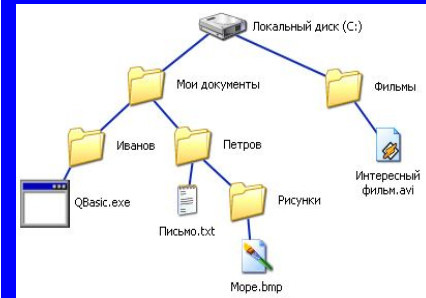 Локальный диск (C:)
Мои документы
Фильмы
Иванов
Петров
Интересный
фильм.avi
QBasic.exe
Рисунки
Письмо.txt
Море.bmp